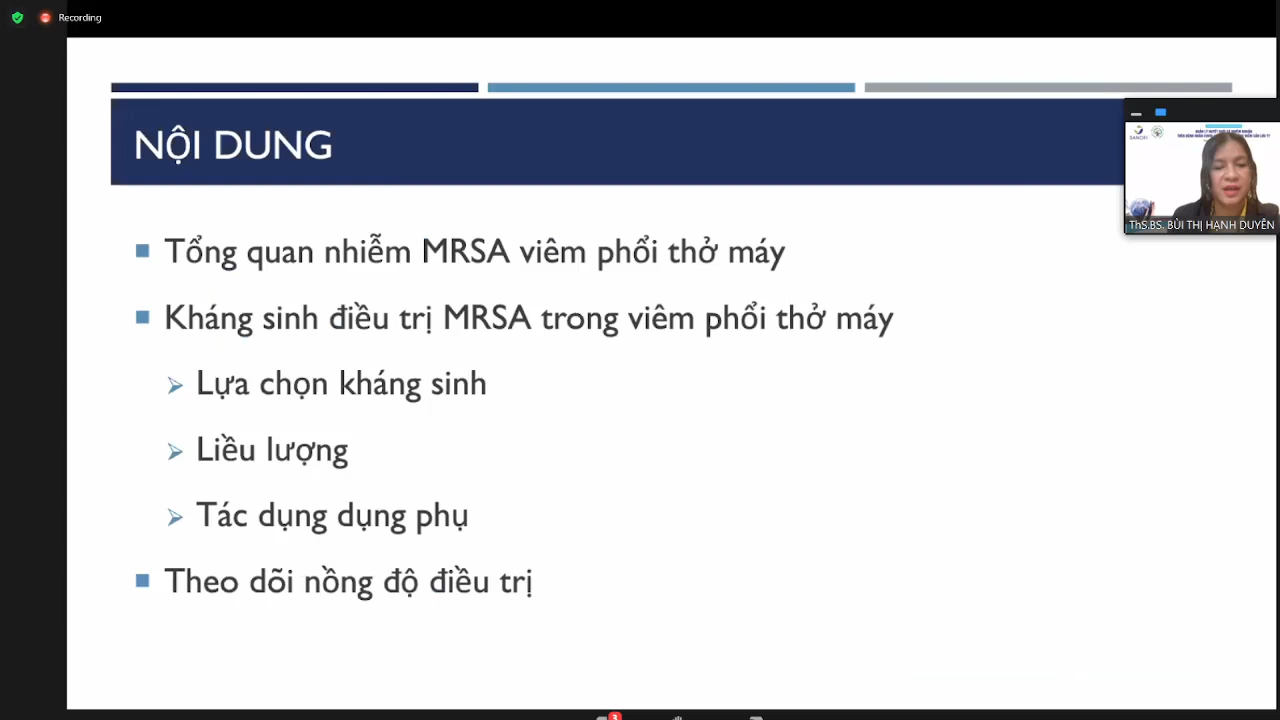 Recording
NỘI DUNG
ThS.BS. BÙI THỊ HẠNH DUYÊN
Tổng quan nhiễm MRSA viêm phổi thở máy
Kháng sinh điều trị MRSA trong viêm phổi thở máy
Lựa chọn kháng sinh
Liều lượng
Tác dụng dụng phụ
Theo dõi nồng độ điều trị
3